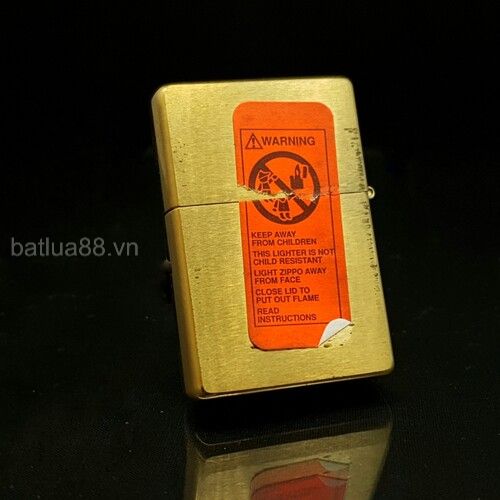 WARNING
KEEP AWAY
FROM CHILDREN
THIS LIGHTER IS NOT
CHILD RESISTANT
LIGHT ZIPPO AWAY
FROM FACE
CLOSE LID TO
PUT OUT FLAME
READ
INSTRUCTIONS
batlua88.vn